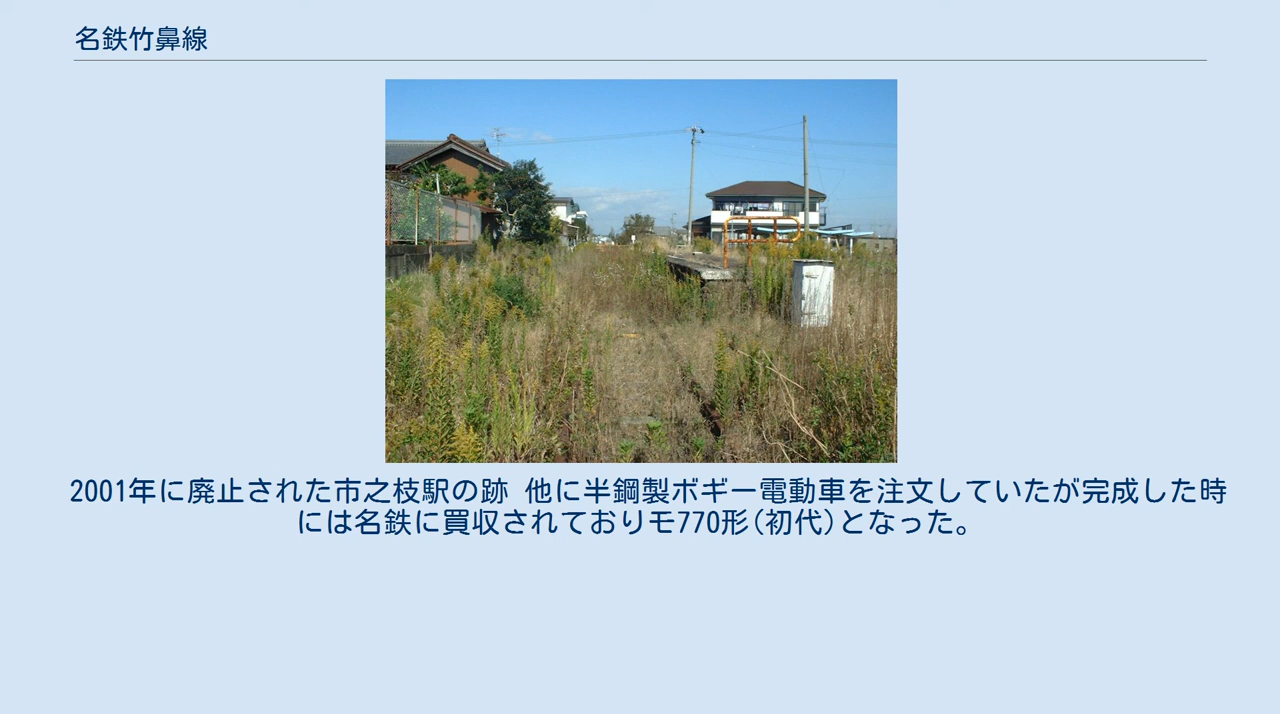 名鉄竹鼻線
2001年に廃止された市之枝駅の跡 他に半鋼製ボギー電動車を注文していたが完成した時
には名鉄に買収されておりモ770形(初代)となった。